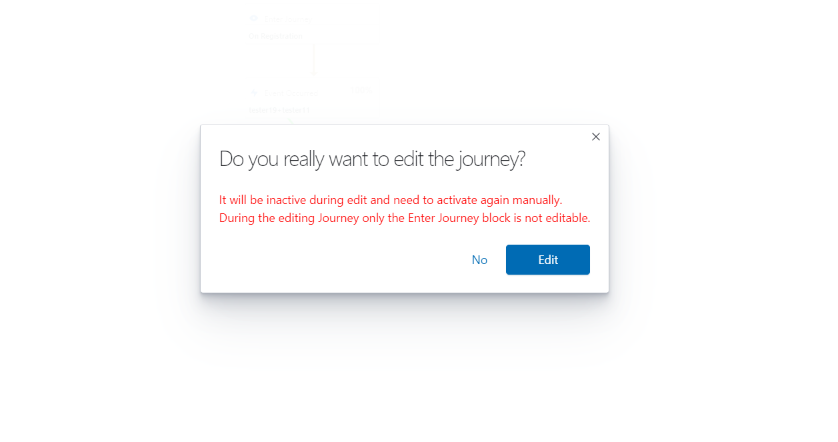 Do you really want to edit the journey?
It will be inactive during edit and need to activate again manually.
During the editing Journey only the Enter Journey block is not editable.
No
Edit